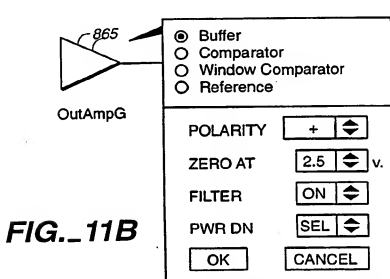 865
OutAmpG
Buffer
Comparator
Window Comparator
Reference
POLARITY +
ZERO AT 2.5 v.
FILTER ON
PWR DN SEL
OK CANCEL
FIG._11B